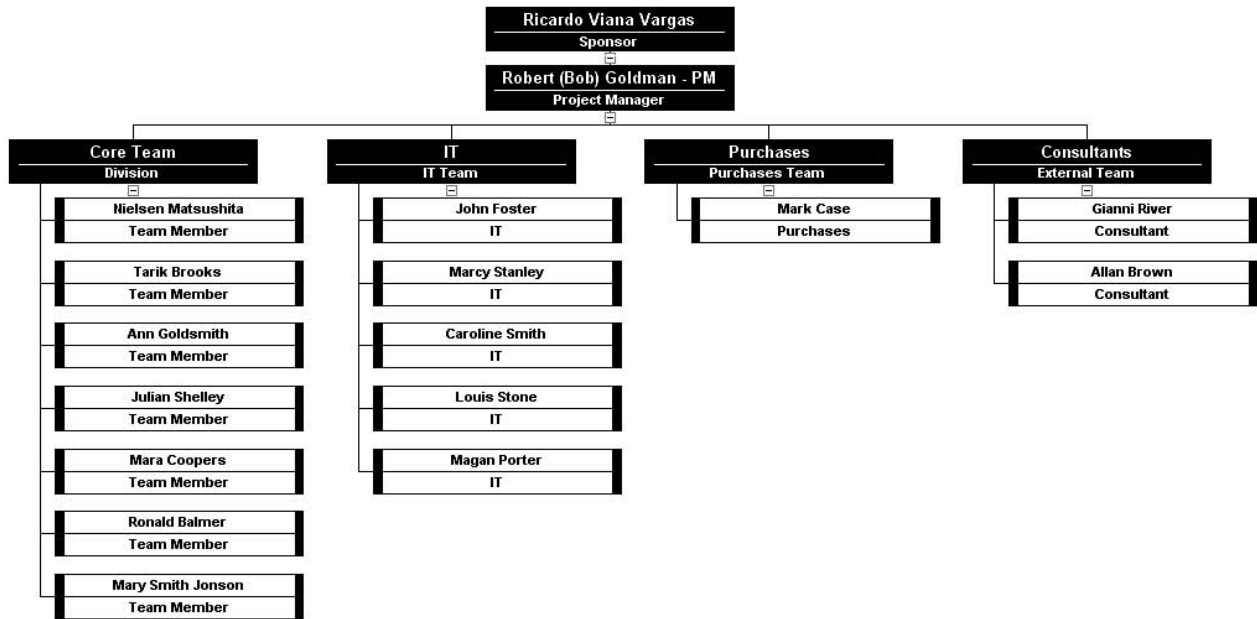 Ricardo Viana Vargas
Sponsor
Robert (Bob) Goldman - PM
Project Manager
Core Team
Division
Nielsen Matsushita
Team Member
Tarik Brooks
Team Member
Ann Goldsmith
Team Member
Julian Shelley
Team Member
Mara Coopers
Team Member
Ronald Balmer
Team Member
Mary Smith Jonson
Team Member
IT
IT Team
John Foster
IT
Marcy Stanley
IT
Caroline Smith
IT
Louis Stone
IT
Magan Porter
IT
Purchases
Purchases Team
Mark Case
Purchases
Consultants
External Team
Gianni River
Consultant
Allan Brown
Consultant